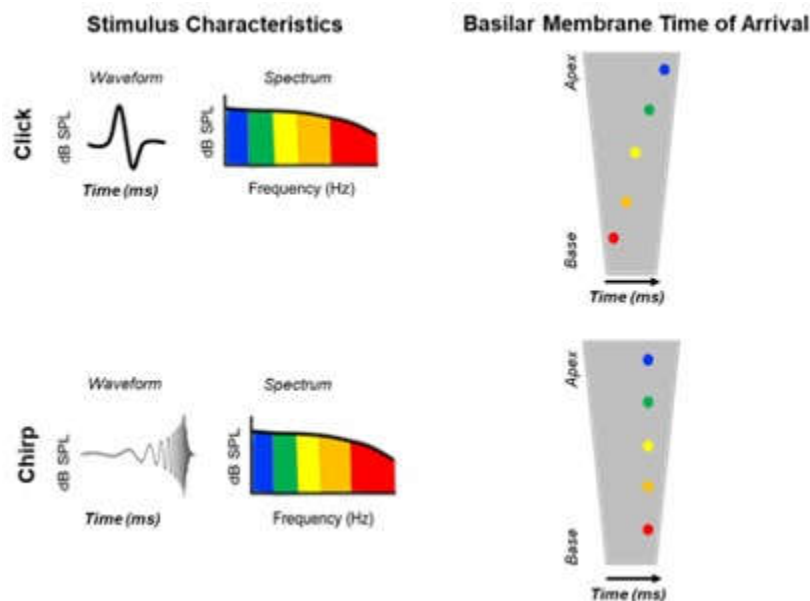 Stimulus Characteristics
Basilar Membrane Time of Arrival
Click
Waveform
dB SPL
Time (ms)
Spectrum
dB SPL
Frequency (Hz)
Apex
Base
Time (ms)
Chirp
Waveform
dB SPL
Time (ms)
Spectrum
dB SPL
Frequency (Hz)
Apex
Base
Time (ms)